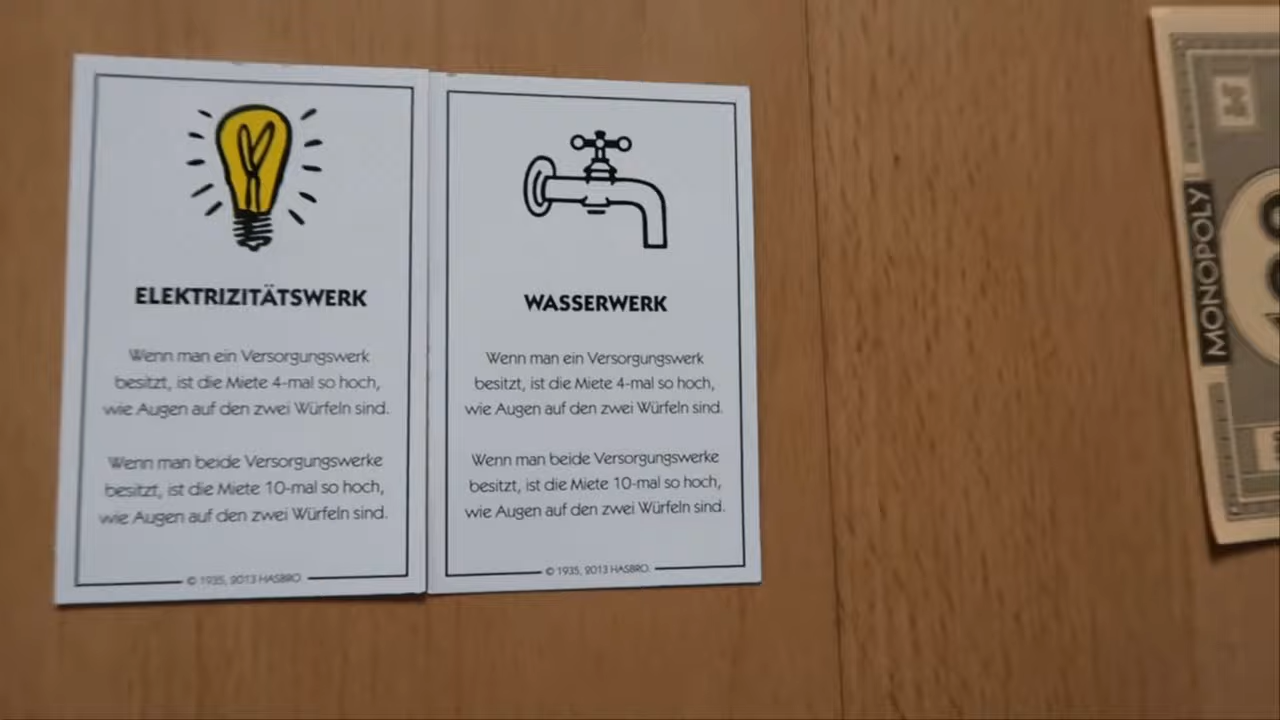 ELEKTRIZITÄTSWERK
Wenn man ein Versorgungswerk
besitzt, ist die Miete 4-mal so hoch,
wie Augen auf den zwei Würfeln sind.
Wenn man beide Versorgungswerke
besitzt, ist die Miete 10-mal so hoch,
wie Augen auf den zwei Würfeln sind.
© 1935, 2013 HASBRO.
WASSERWERK
Wenn man ein Versorgungswerk
besitzt, ist die Miete 4-mal so hoch,
wie Augen auf den zwei Würfeln sind.
Wenn man beide Versorgungswerke
besitzt, ist die Miete 10-mal so hoch,
wie Augen auf den zwei Würfeln sind.
© 1935, 2013 HASBRO.
MONOPOLY